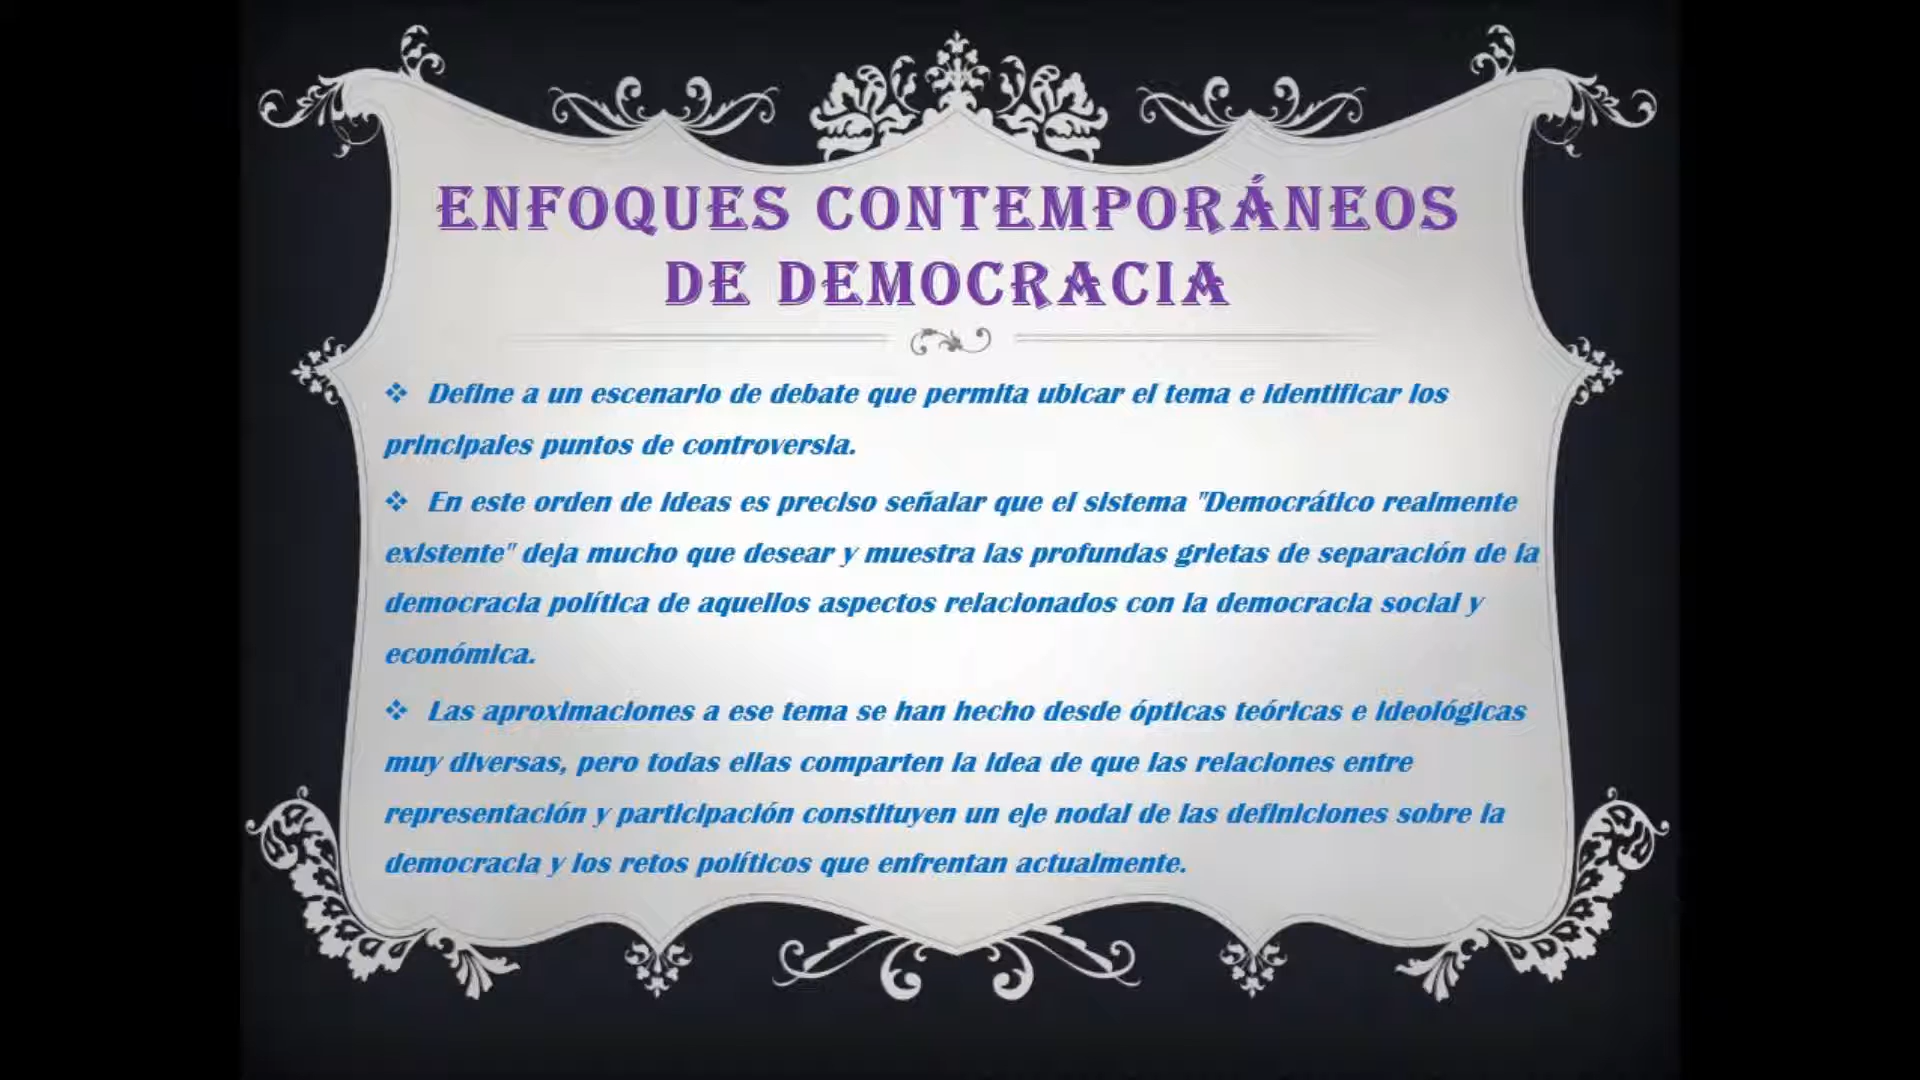 ENFOQUES CONTEMPORÁNEOS
DE DEMOCRACIA
❖ Define a un escenario de debate que permita ubicar el tema e identificar los
principales puntos de controversia.
❖ En este orden de ideas es preciso señalar que el sistema "Democrático realmente
existente" deja mucho que desear y muestra las profundas grietas de separación de la
democracia política de aquellos aspectos relacionados con la democracia social y
económica.
❖ Las aproximaciones a ese tema se han hecho desde ópticas teóricas e ideológicas
muy diversas, pero todas ellas comparten la idea de que las relaciones entre
representación y participación constituyen un eje nodal de las definiciones sobre la
democracia y los retos políticos que enfrentan actualmente.